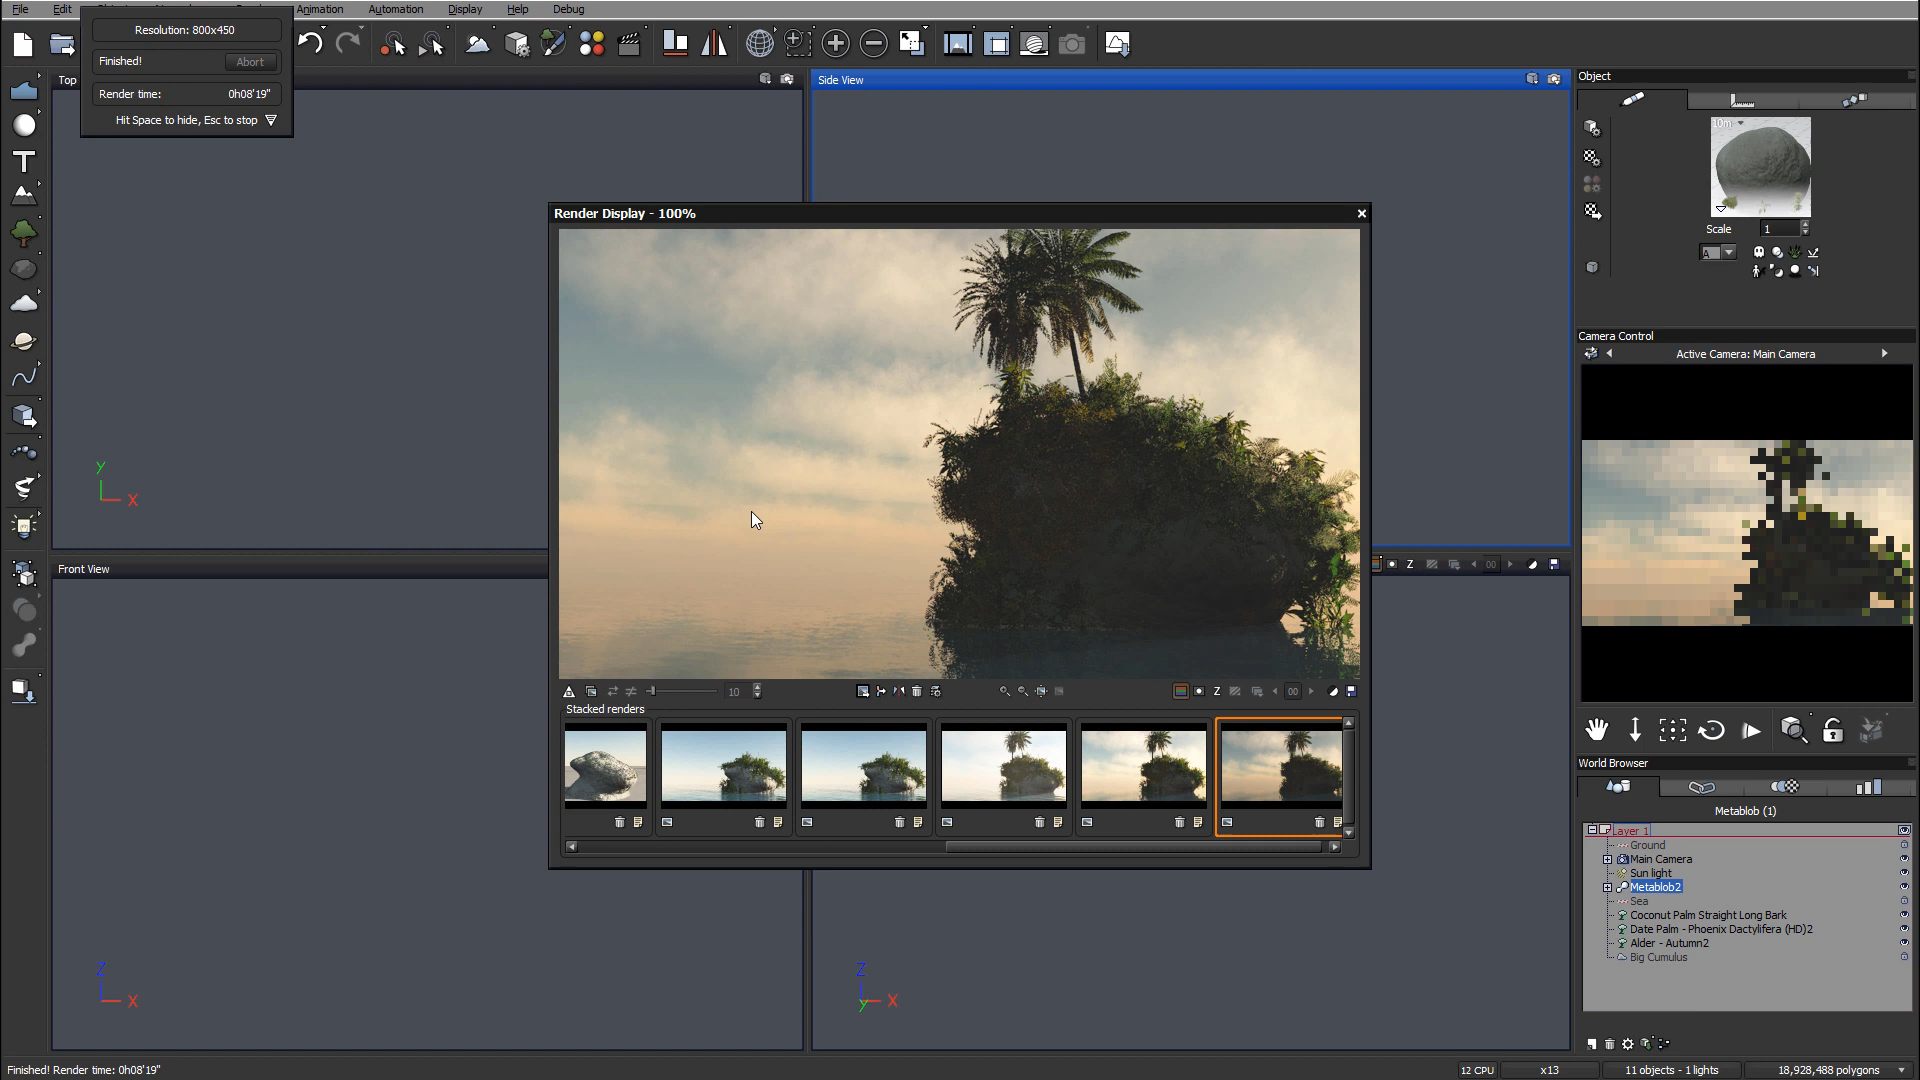 File Edit Animation Automation Display Help Debug
Resolution: 800x450
Finished! Abort
Render time: 0h08'19"
Hit Space to hide, Esc to stop
Top
Side View
Object
10m
Scale 1
A
Render Display - 100%
y
X
Camera Control
Active Camera: Main Camera
Front View
Z 00
10
Z 00
Stacked renders
World Browser
Metablob (1)
Layer 1
Ground
Main Camera
Sun light
Metablob2
Sea
Coconut Palm Straight Long Bark
Date Palm - Phoenix Dactylifera (HD)2
Alder - Autumn2
Big Cumulus
Z
X
Z
y X
Finished! Render time: 0h08'19" 12 CPU x13 11 objects - 1 lights 18,928,488 polygons